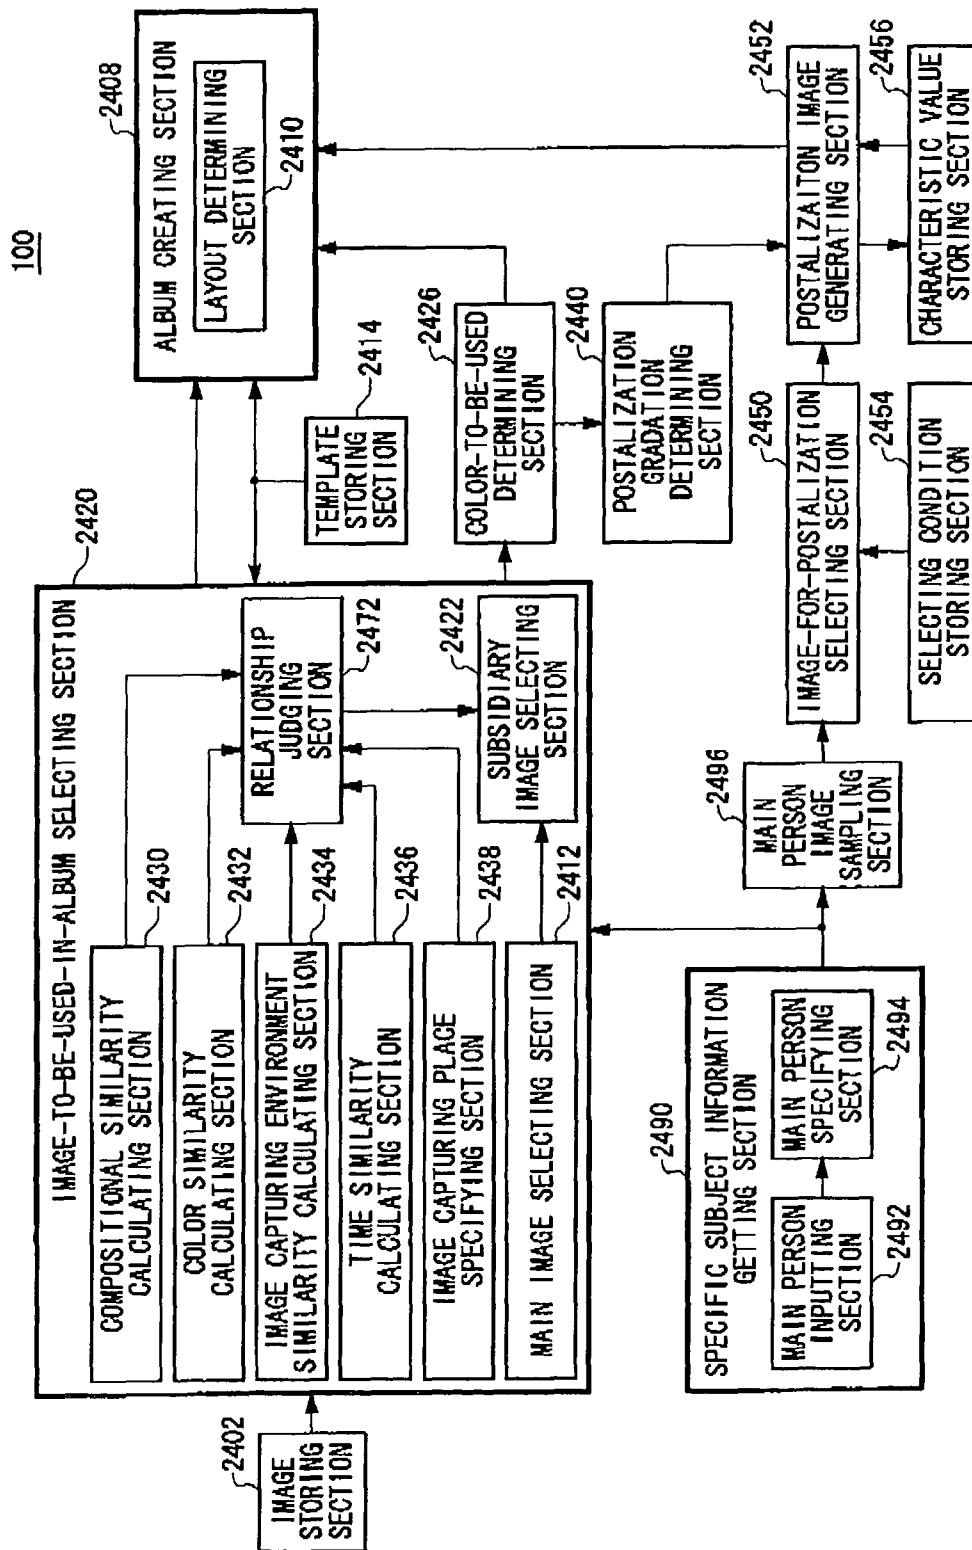 100
IMAGE-TO-BE-USED-IN-ALBUM SELECTING SECTION
2420
COMPOSITIONAL SIMILARITY
CALCULATING SECTION
2430
COLOR SIMILARITY
CALCULATING SECTION
2432
IMAGE CAPTURING ENVIRONMENT
SIMILARITY CALCULATING SECTION
2434
TIME SIMILARITY
CALCULATING SECTION
2436
IMAGE CAPTURING PLACE
SPECIFYING SECTION
2438
MAIN IMAGE SELECTING SECTION
2412
RELATIONSHIP
JUDGING
SECTION
2472
SUBSIDIARY
IMAGE SELECTING
SECTION
2422
IMAGE
STORING
SECTION
2402
ALBUM CREATING SECTION
2408
LAYOUT DETERMINING
SECTION
2410
TEMPLATE
STORING
SECTION
2414
COLOR-TO-BE-USED
DETERMINING
SECTION
2426
POSTALIZATION
GRADATION
DETERMINING
SECTION
2440
SPECIFIC SUBJECT INFORMATION
GETTING SECTION
2490
MAIN PERSON
INPUTTING
SECTION
2492
MAIN PERSON
SPECIFYING
SECTION
2494
MAIN
PERSON
IMAGE
SAMPLING
SECTION
2496
IMAGE-FOR-POSTALIZATION
SELECTING SECTION
2450
SELECTING CONDITION
STORING SECTION
2454
POSTALIZAITON IMAGE
GENERATING SECTION
2452
CHARACTERISTIC VALUE
STORING SECTION
2456